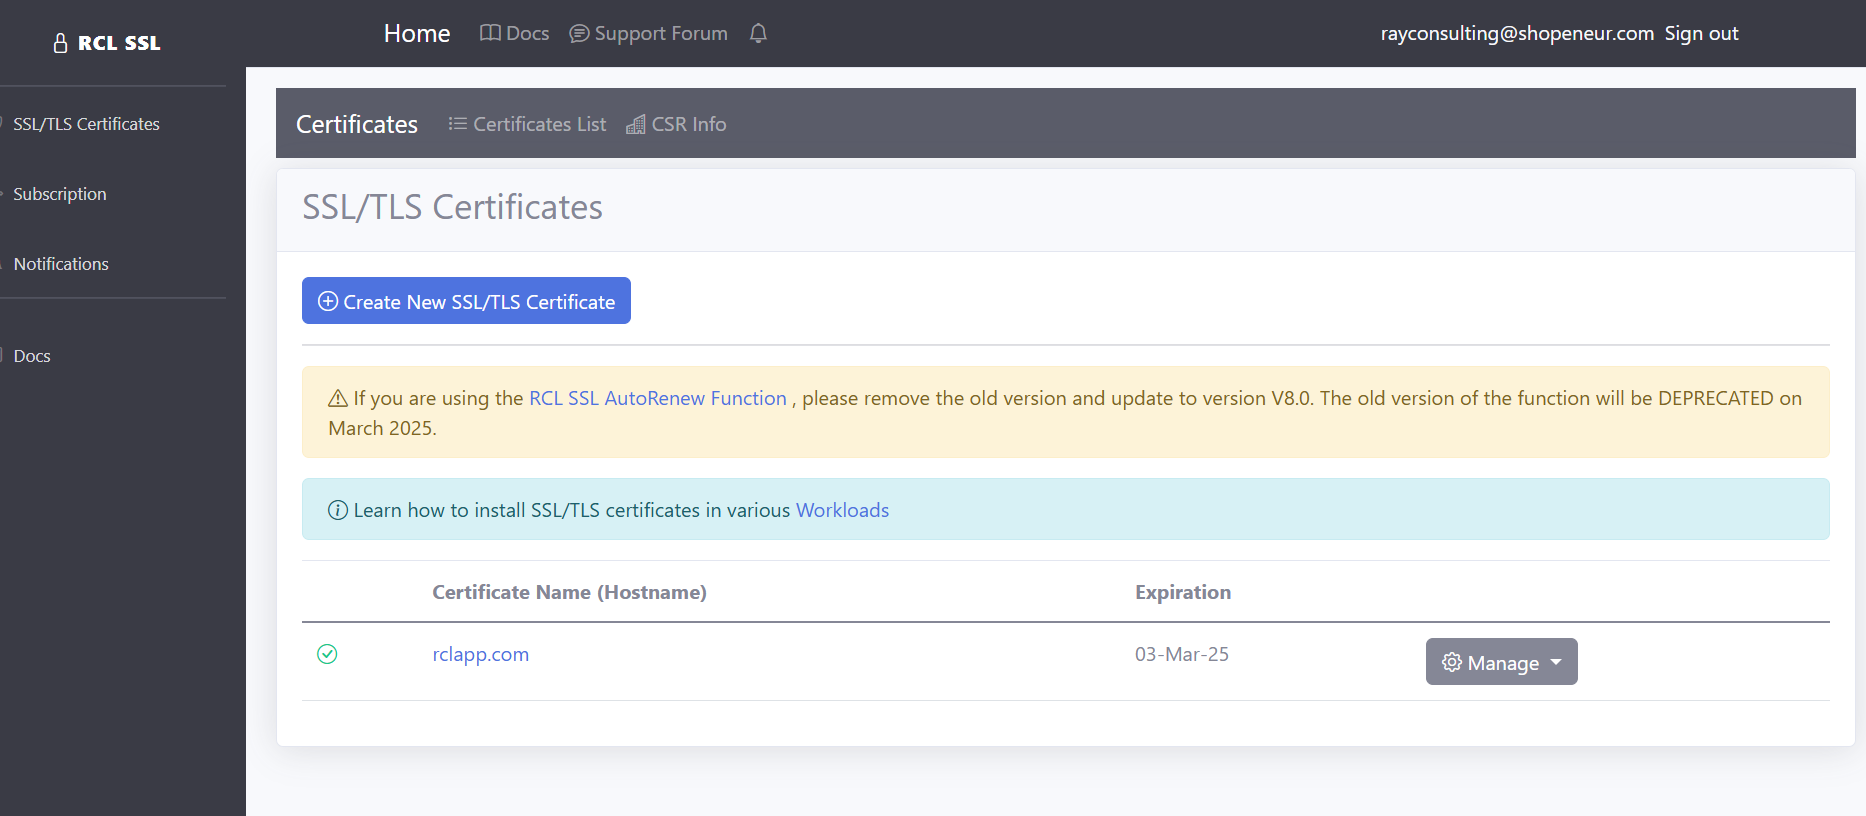 RCL SSL
Home Docs Support Forum
rayconsulting@shopeneur.com Sign out
SSL/TLS Certificates
Subscription
Notifications
Docs
Certificates Certificates List CSR Info
SSL/TLS Certificates
Create New SSL/TLS Certificate
If you are using the RCL SSL AutoRenew Function , please remove the old version and update to version V8.0. The old version of the function will be DEPRECATED on
March 2025.
Learn how to install SSL/TLS certificates in various Workloads
Certificate Name (Hostname) Expiration
rclapp.com 03-Mar-25 Manage